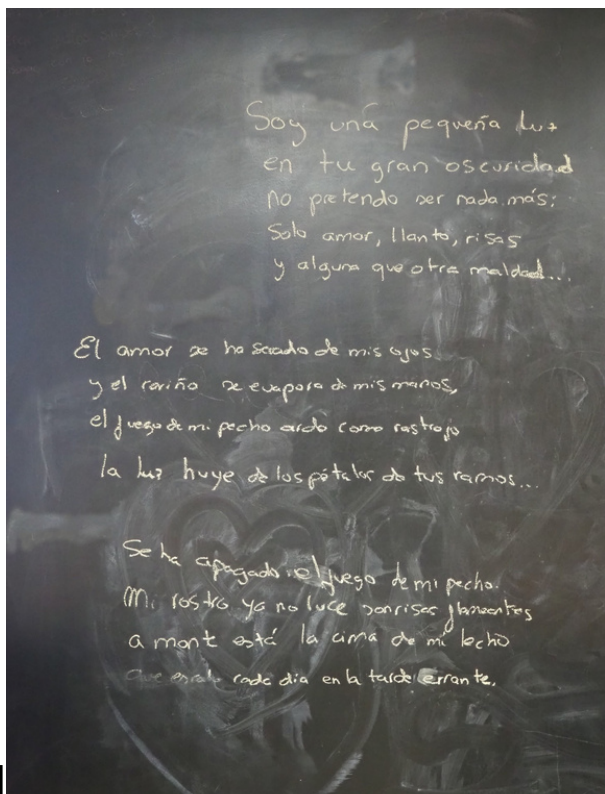 Soy una pequeña luz
en tu gran oscuridad
no pretendo ser nada más:
Solo amor, llanto, risas
y alguna que otra maldad...
El amor se ha secado de mis ojos
y el cariño se evapora de mis manos,
el fuego de mi pecho arde como rastrojo
la luz huye de los pétalos de tus ramos...
Se ha apagado el fuego de mi pecho.
Mi rostro ya no luce sonrisas flameantes
a monte está la cima de mi lecho
que cada día en la tarde errante.